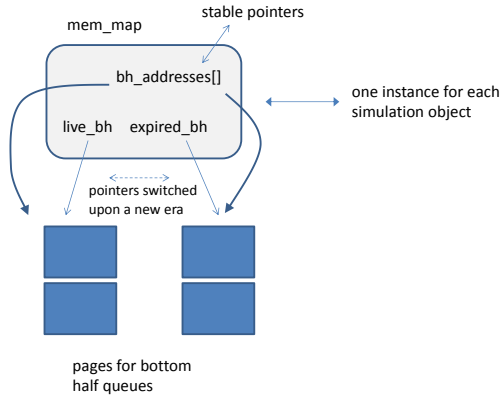 stable pointers
mem_map
bh_addresses[]
one instance for each
simulation object
live_bh expired_bh
pointers switched
upon a new era
pages for bottom
half queues